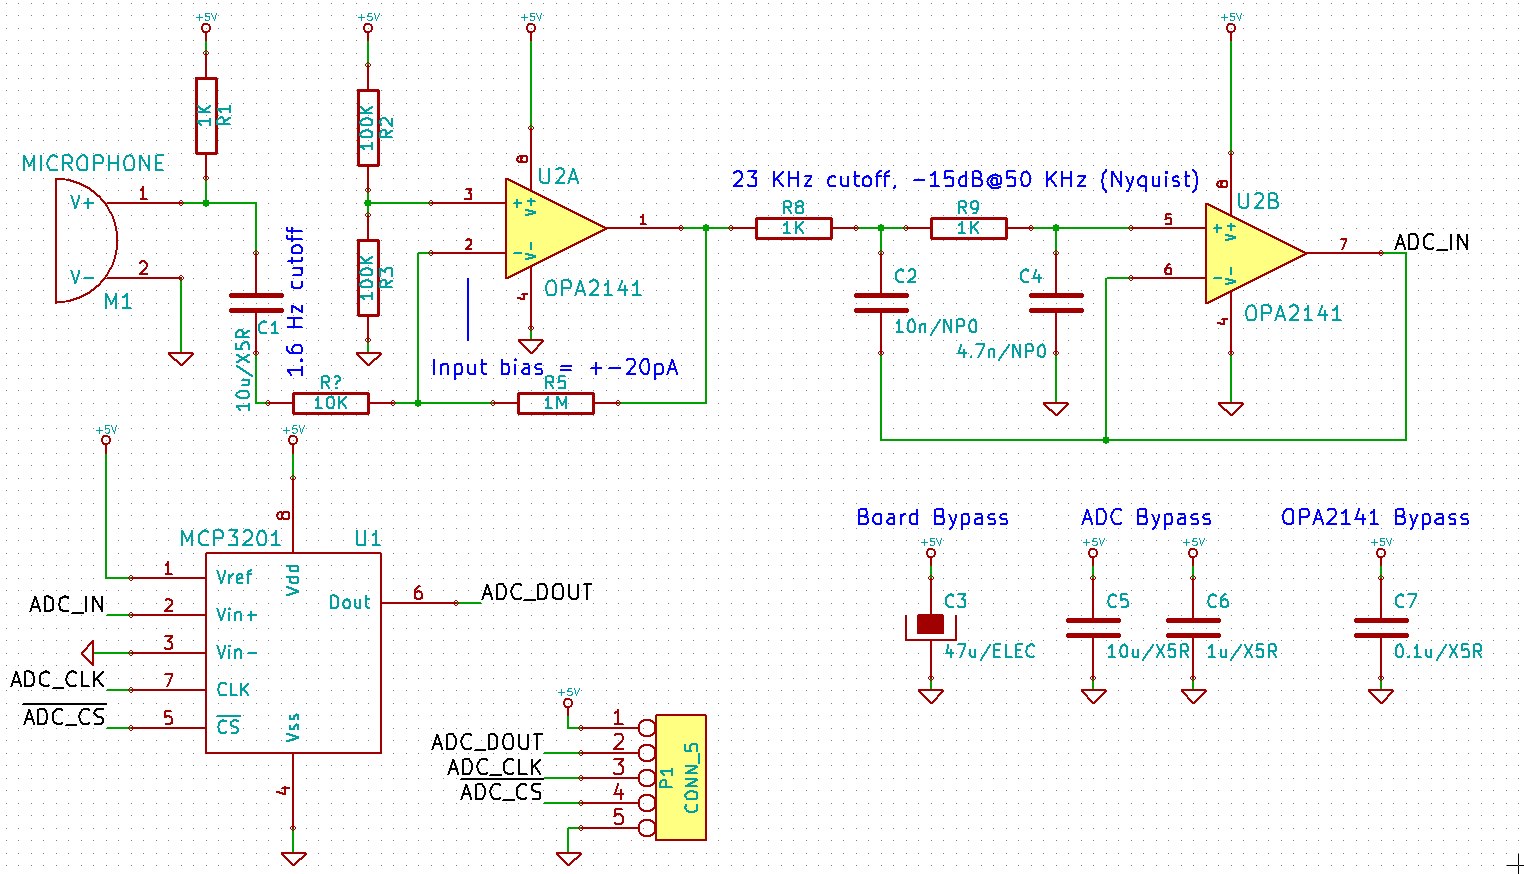 +5V
+5V
+5V
+5V
1K
R1
100K
R2
8
U2A
MICROPHONE
V+
1
V-
2
M1
3
2
+
-
V+
V-
1
4
OPA2141
100K
R3
1.6 Hz cutoff
C1
10u/X5R
Input bias = +-20pA
R?
10K
R5
1M
23 KHz cutoff, -15dB@50 KHz (Nyquist)
R8
1K
R9
1K
C2
10n/NP0
C4
4.7n/NP0
8
U2B
5
6
+
-
V+
V-
7
ADC_IN
4
OPA2141
+5V
+5V
8
MCP3201
U1
1
Vref
Vdd
ADC_IN
2
Vin+
3
Vin-
ADC_CLK
7
CLK
ADC_CS
5
CS
Vss
4
Dout
6
ADC_DOUT
+5V
1
ADC_DOUT
2
ADC_CLK
3
ADC_CS
4
5
P1
CONN_5
Board Bypass
+5V
C3
47u/ELEC
ADC Bypass
+5V
+5V
C5
10u/X5R
C6
1u/X5R
OPA2141 Bypass
+5V
C7
0.1u/X5R